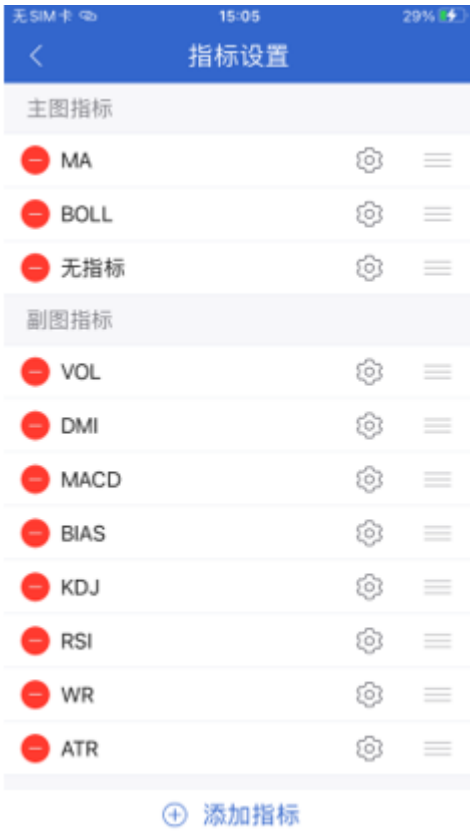 无SIM卡 15:05 29%
指标设置
主图指标
MA
BOLL
无指标
副图指标
VOL
DMI
MACD
BIAS
KDJ
RSI
WR
ATR
添加指标